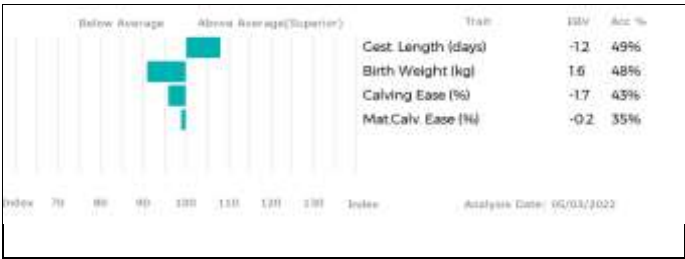 Below Average Above Average(Superior) Trait EBV Acc %
Gest. Length (days) -1.2 49%
Birth Weight (kg) 1.6 48%
Calving Ease (%) -1.7 43%
Mat.Calv. Ease (%) -0.2 35%
Index 70 80 90 100 110 120 130 Index Analysis Date: 05/03/2022